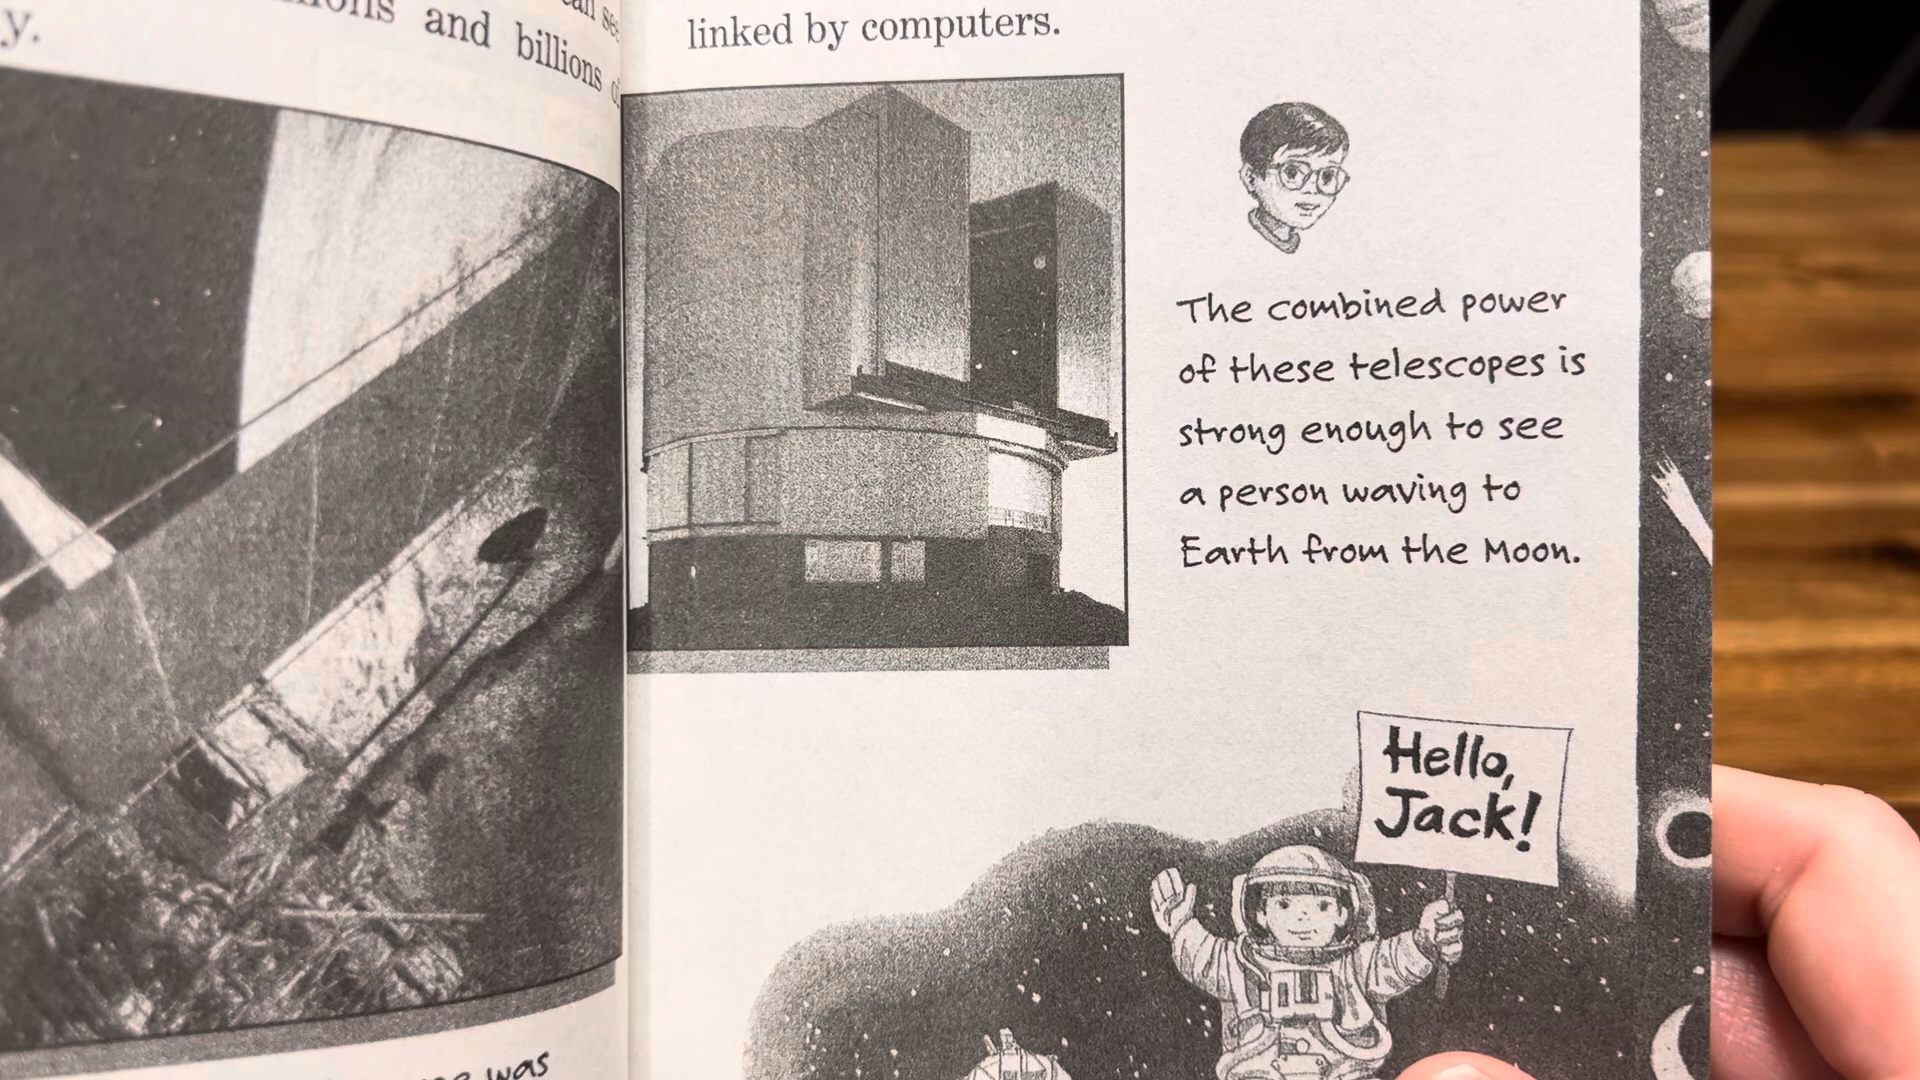 y.
and billions
was
linked by computers.
The combined power
of these telescopes is
strong enough to see
a person waving to
Earth from the Moon.
Hello,
Jack!